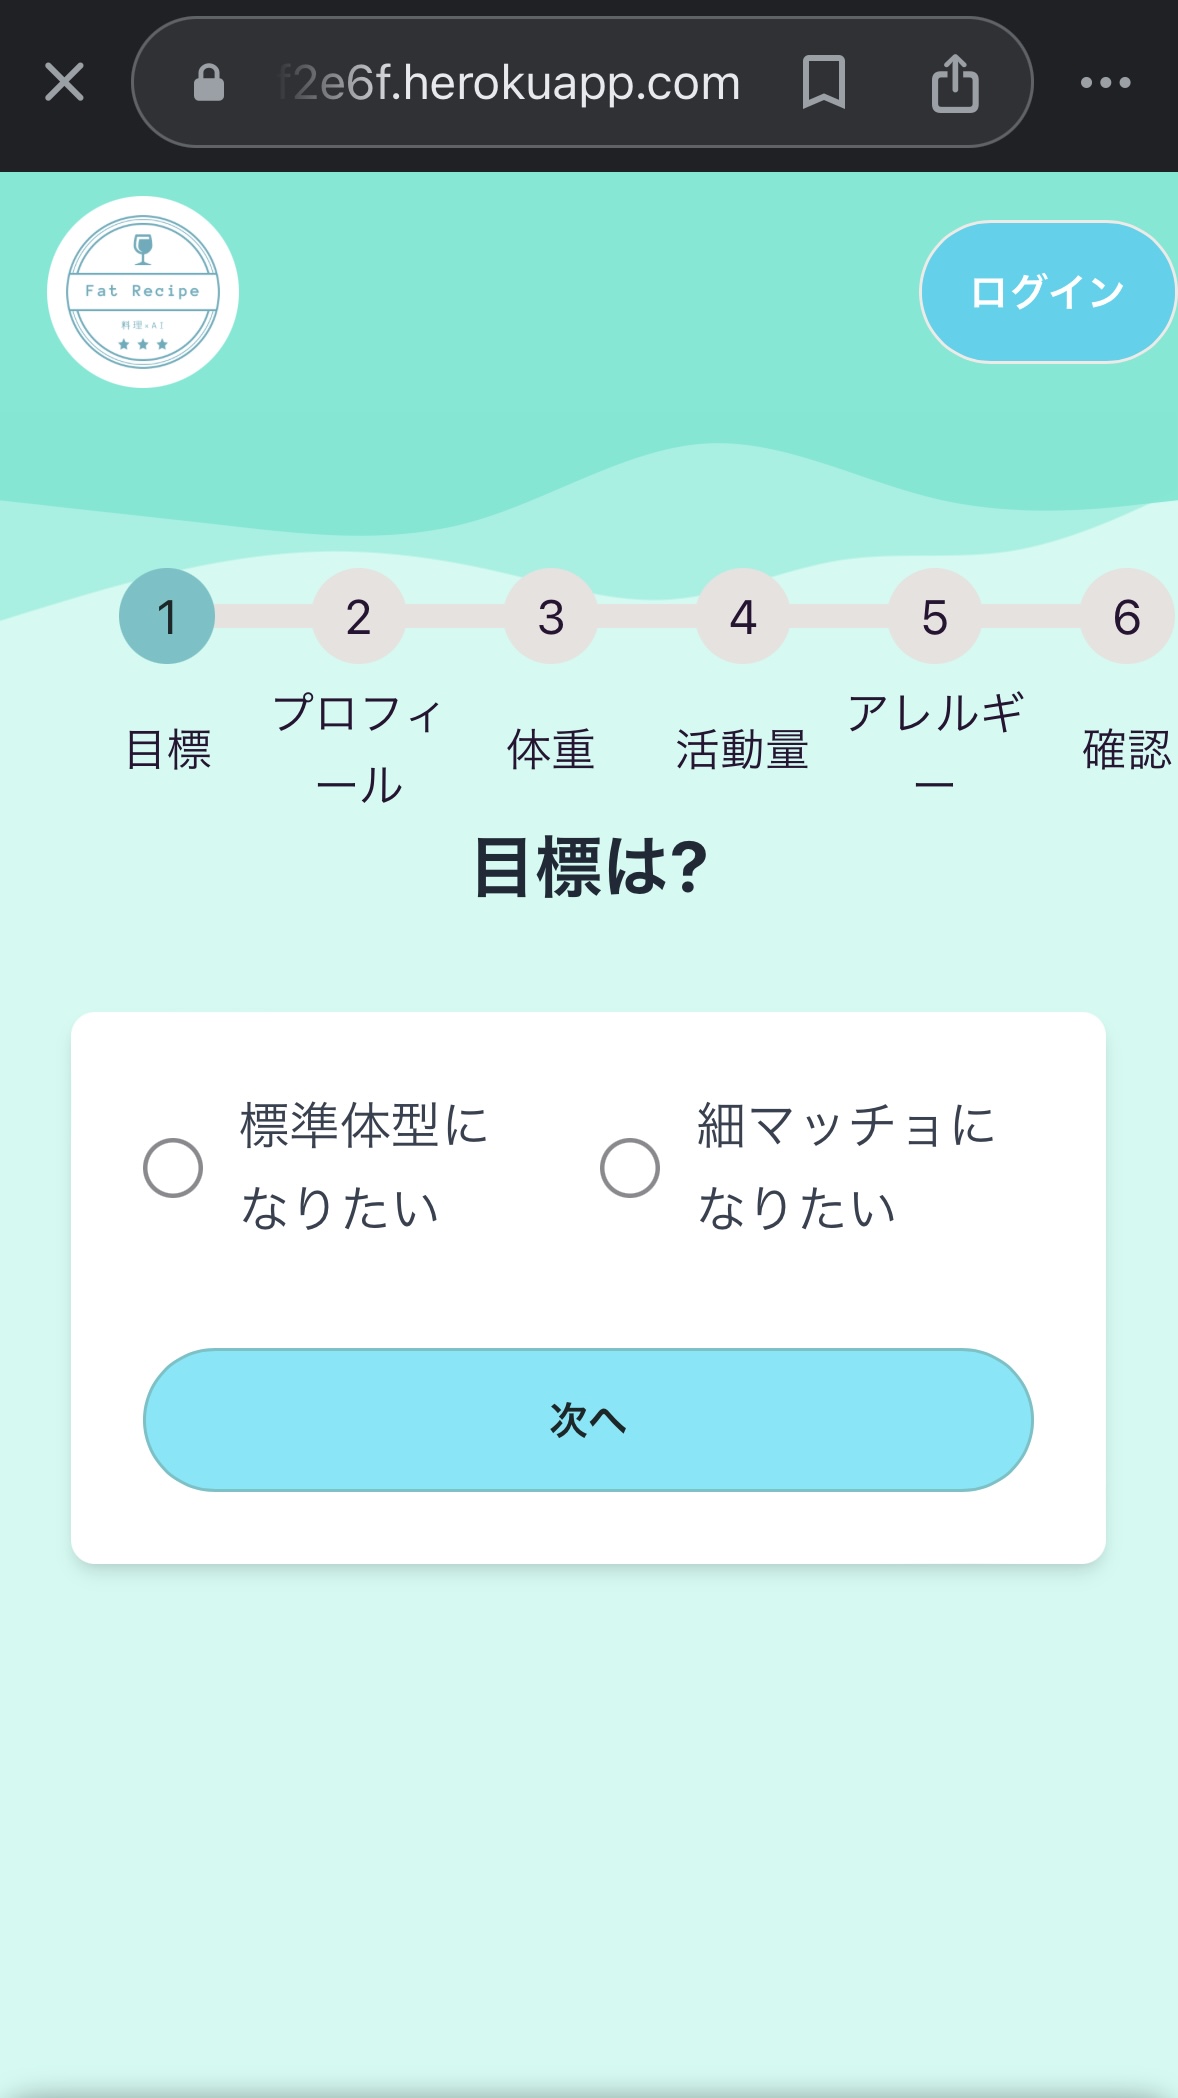 f2e6f.herokuapp.com
Fat Recipe
料理×AI
ログイン
1
2
3
4
5
6
目標
プロフィ
ール
体重
活動量
アレルギ
ー
確認
目標は?
標準体型に
なりたい
細マッチョに
なりたい
次へ